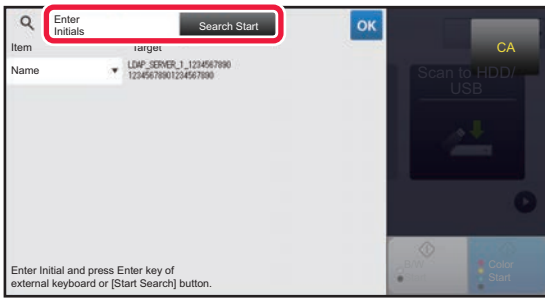 Enter
Initials
Search Start
OK
CA
Item
Target
Name
LDAP_SERVER_1_1234567890
12345678901234567890
Scan to HDD/
USB
B/W
Start
Color
Start
Enter Initial and press Enter key of
external keyboard or [Start Search] button.